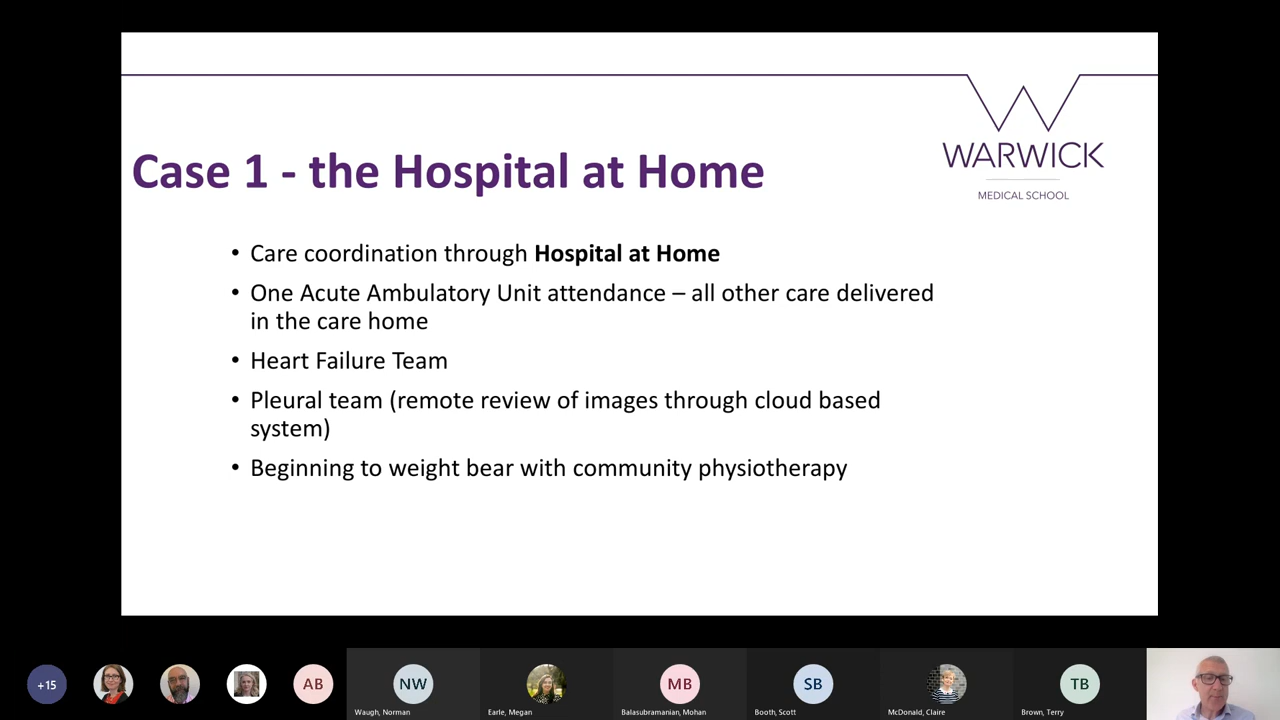 WARWICK
MEDICAL SCHOOL
Case 1 - the Hospital at Home
• Care coordination through Hospital at Home
• One Acute Ambulatory Unit attendance – all other care delivered
in the care home
• Heart Failure Team
• Pleural team (remote review of images through cloud based
system)
• Beginning to weight bear with community physiotherapy
+15
AB
NW
MB
SB
TB
Waugh, Norman
Earle, Megan
Balasubramanian, Mohan
Booth, Scott
McDonald, Claire
Brown, Terry